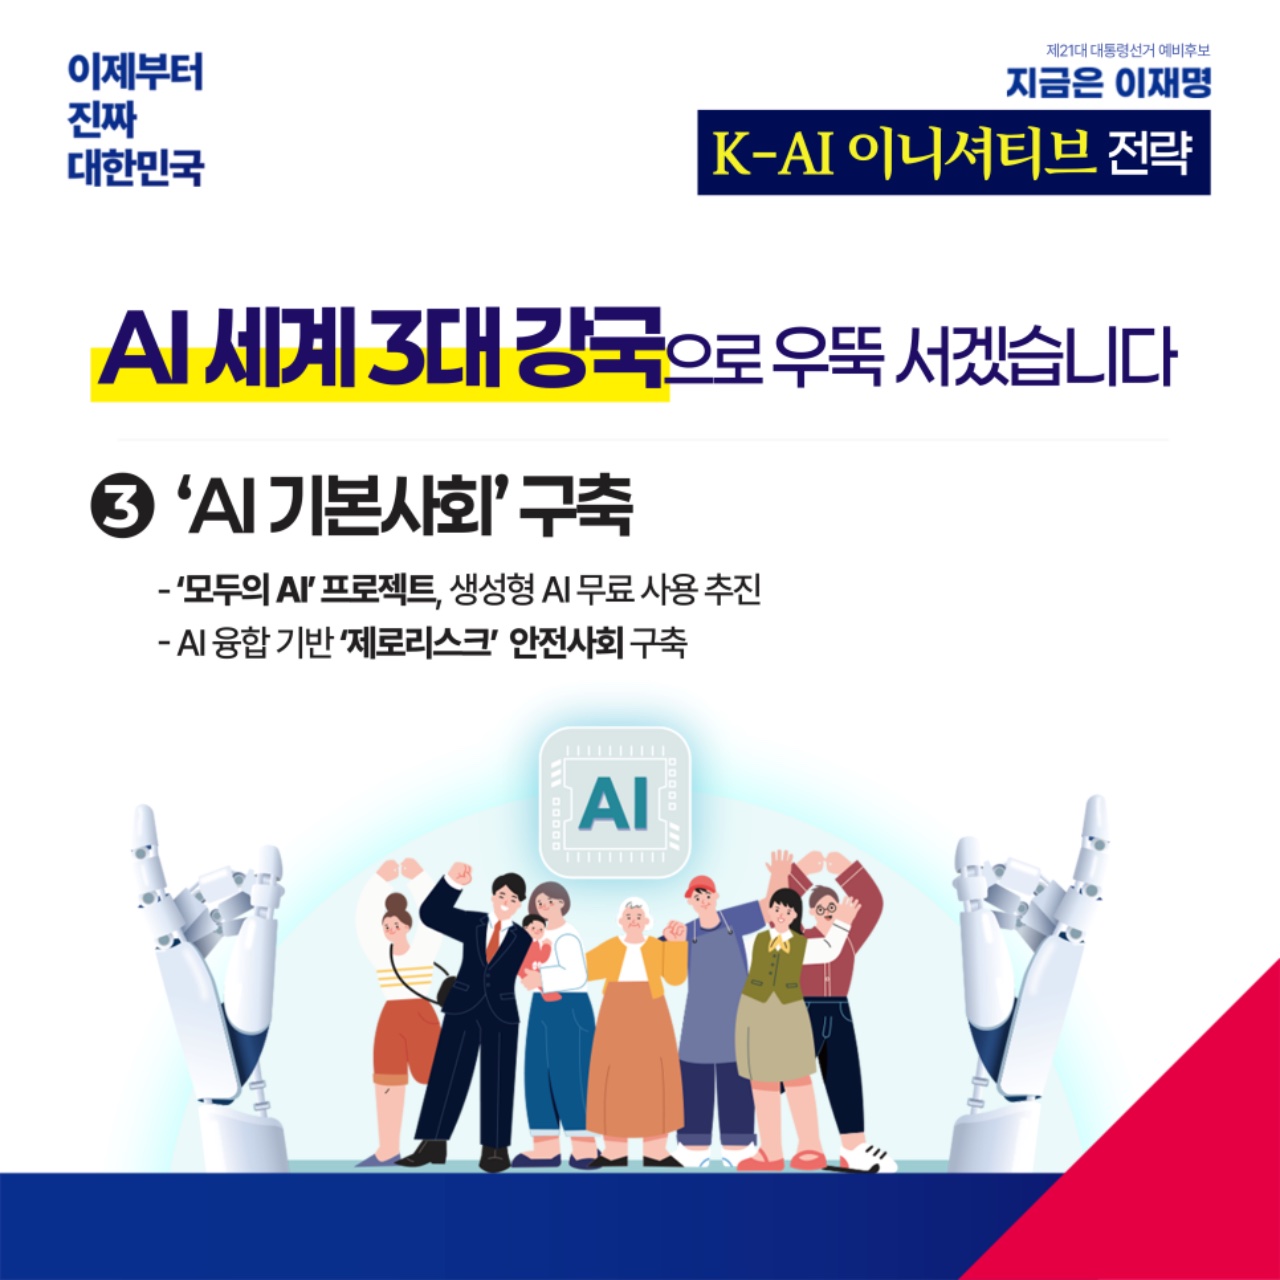 이제부터
진짜
대한민국
제21대 대통령선거 예비후보
지금은 이재명
K-AI 이니셔티브 전략
AI 세계 3대 강국으로 우뚝 서겠습니다
3 ‘AI 기본사회’ 구축
- ‘모두의 AI’ 프로젝트, 생성형 AI 무료 사용 추진
- AI 융합 기반 ‘제로리스크’ 안전사회 구축
AI